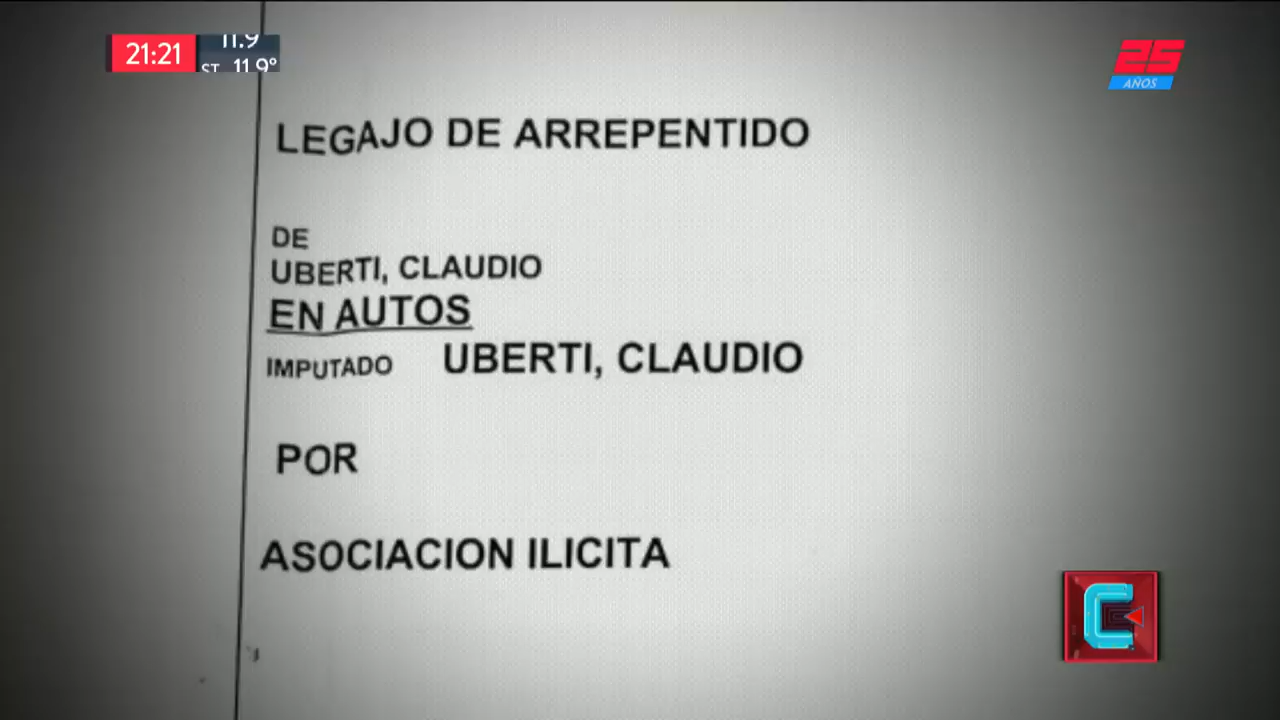 21:21
11.9
ST 11.9°
25
AÑOS
LEGAJO DE ARREPENTIDO
DE
UBERTI, CLAUDIO
EN AUTOS
IMPUTADO UBERTI, CLAUDIO
POR
ASOCIACION ILICITA
C